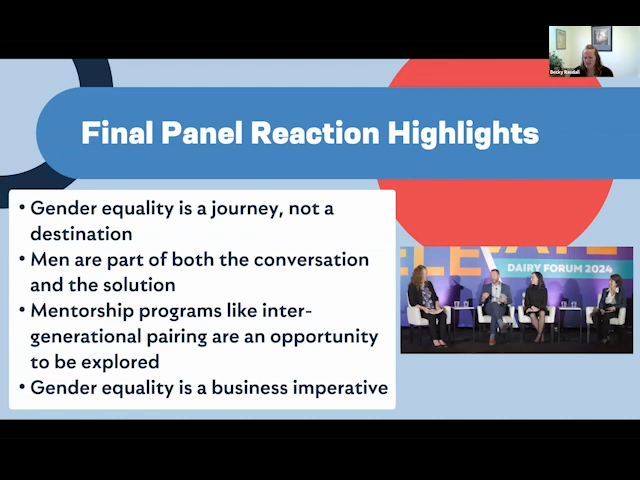 Becky Rasdall
Final Panel Reaction Highlights
• Gender equality is a journey, not a
destination
• Men are part of both the conversation
and the solution
• Mentorship programs like inter-
generational pairing are an opportunity
to be explored
• Gender equality is a business imperative
DAIRY FORUM 2024